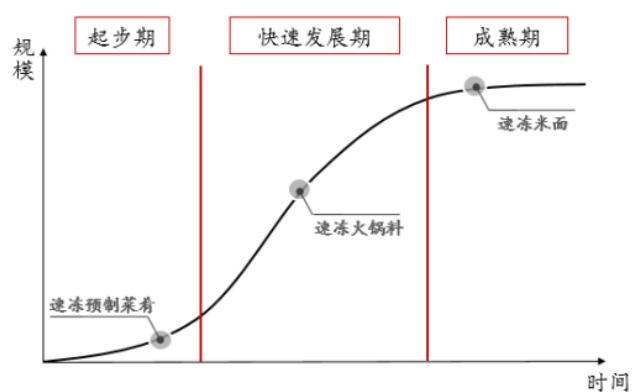 起步期
快速发展期
成熟期
规模
速冻米面
速冻火锅料
速冻预制菜肴
时间